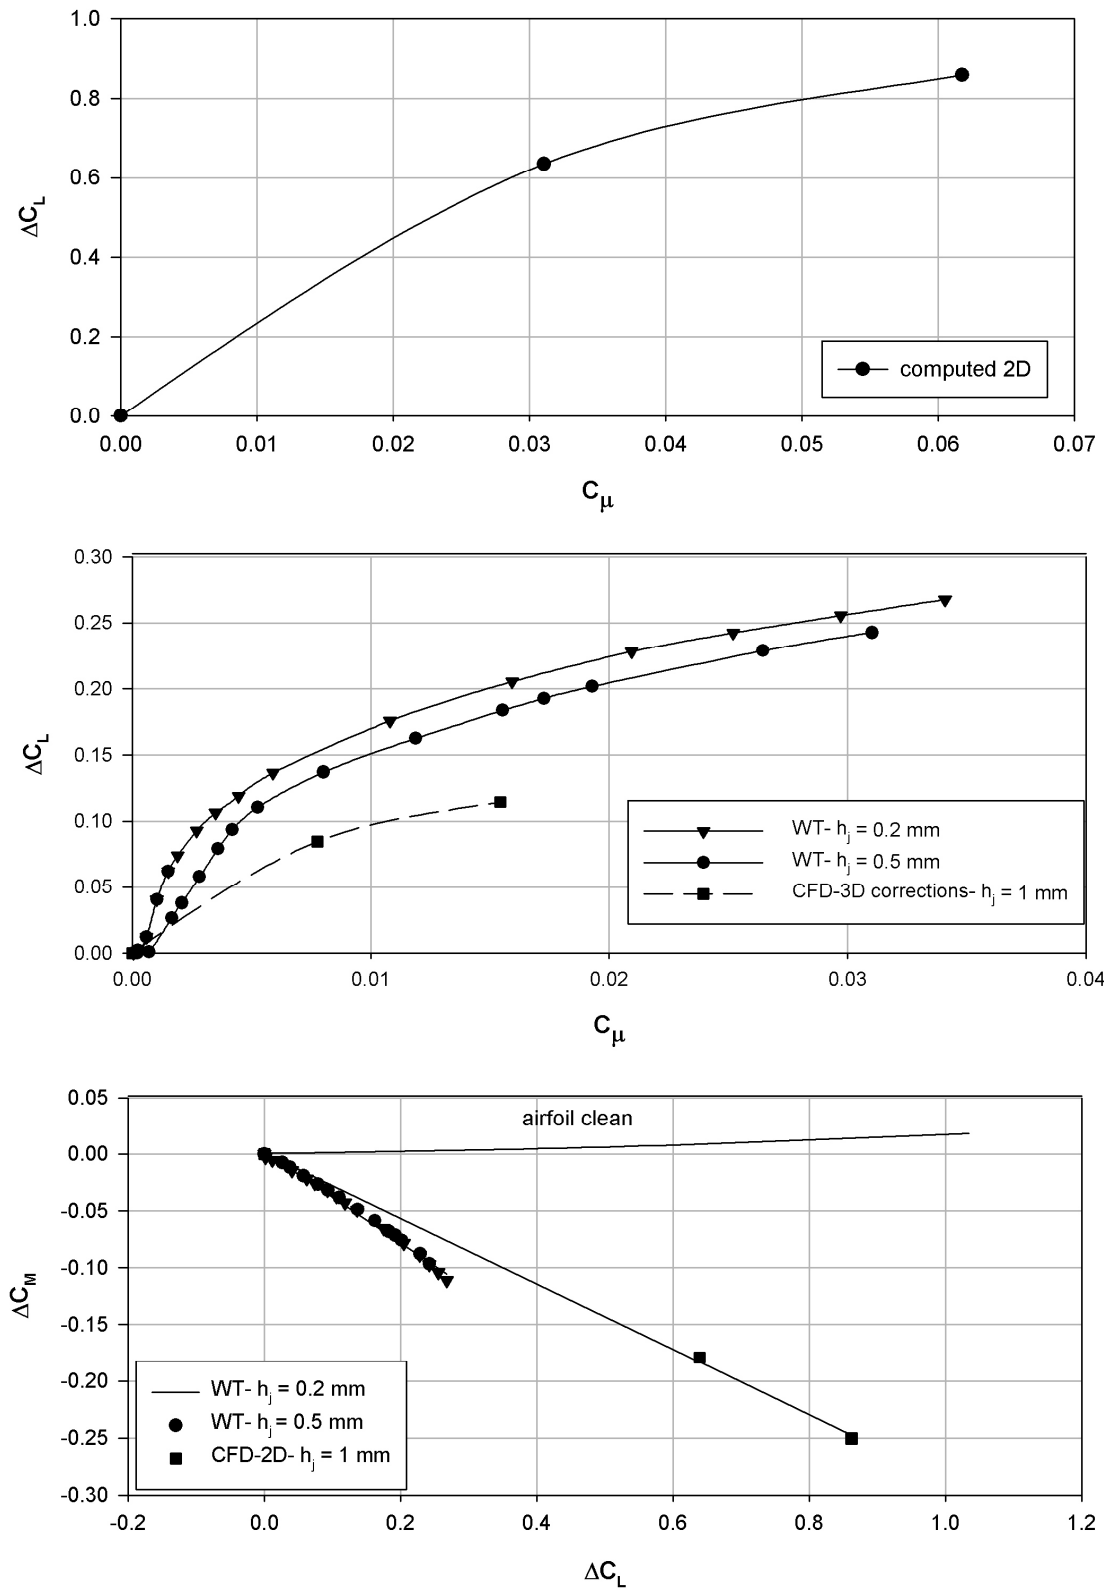 1.0
0.8
0.6
0.4
0.2
0.0
ΔC_L
computed 2D
0.00 0.01 0.02 0.03 0.04 0.05 0.06 0.07
C_μ
0.30
0.25
0.20
0.15
0.10
0.05
0.00
ΔC_L
WT- h_j = 0.2 mm
WT- h_j = 0.5 mm
CFD-3D corrections- h_j = 1 mm
0.00 0.01 0.02 0.03 0.04
C_μ
0.05
0.00
-0.05
-0.10
-0.15
-0.20
-0.25
-0.30
ΔC_M
airfoil clean
WT- h_j = 0.2 mm
WT- h_j = 0.5 mm
CFD-2D- h_j = 1 mm
-0.2 0.0 0.2 0.4 0.6 0.8 1.0 1.2
ΔC_L